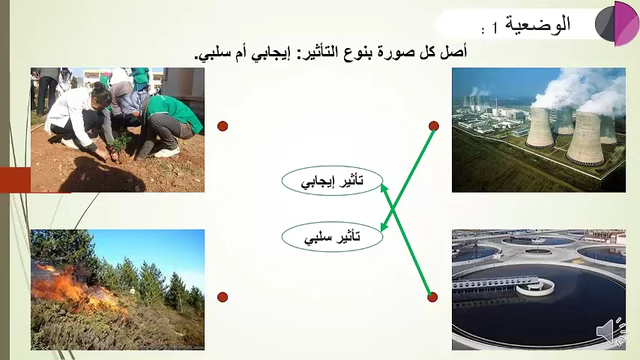 الوضعية 1 :
أصل كل صورة بنوع التأثير: إيجابي أم سلبي.
تأثير إيجابي
تأثير سلبي